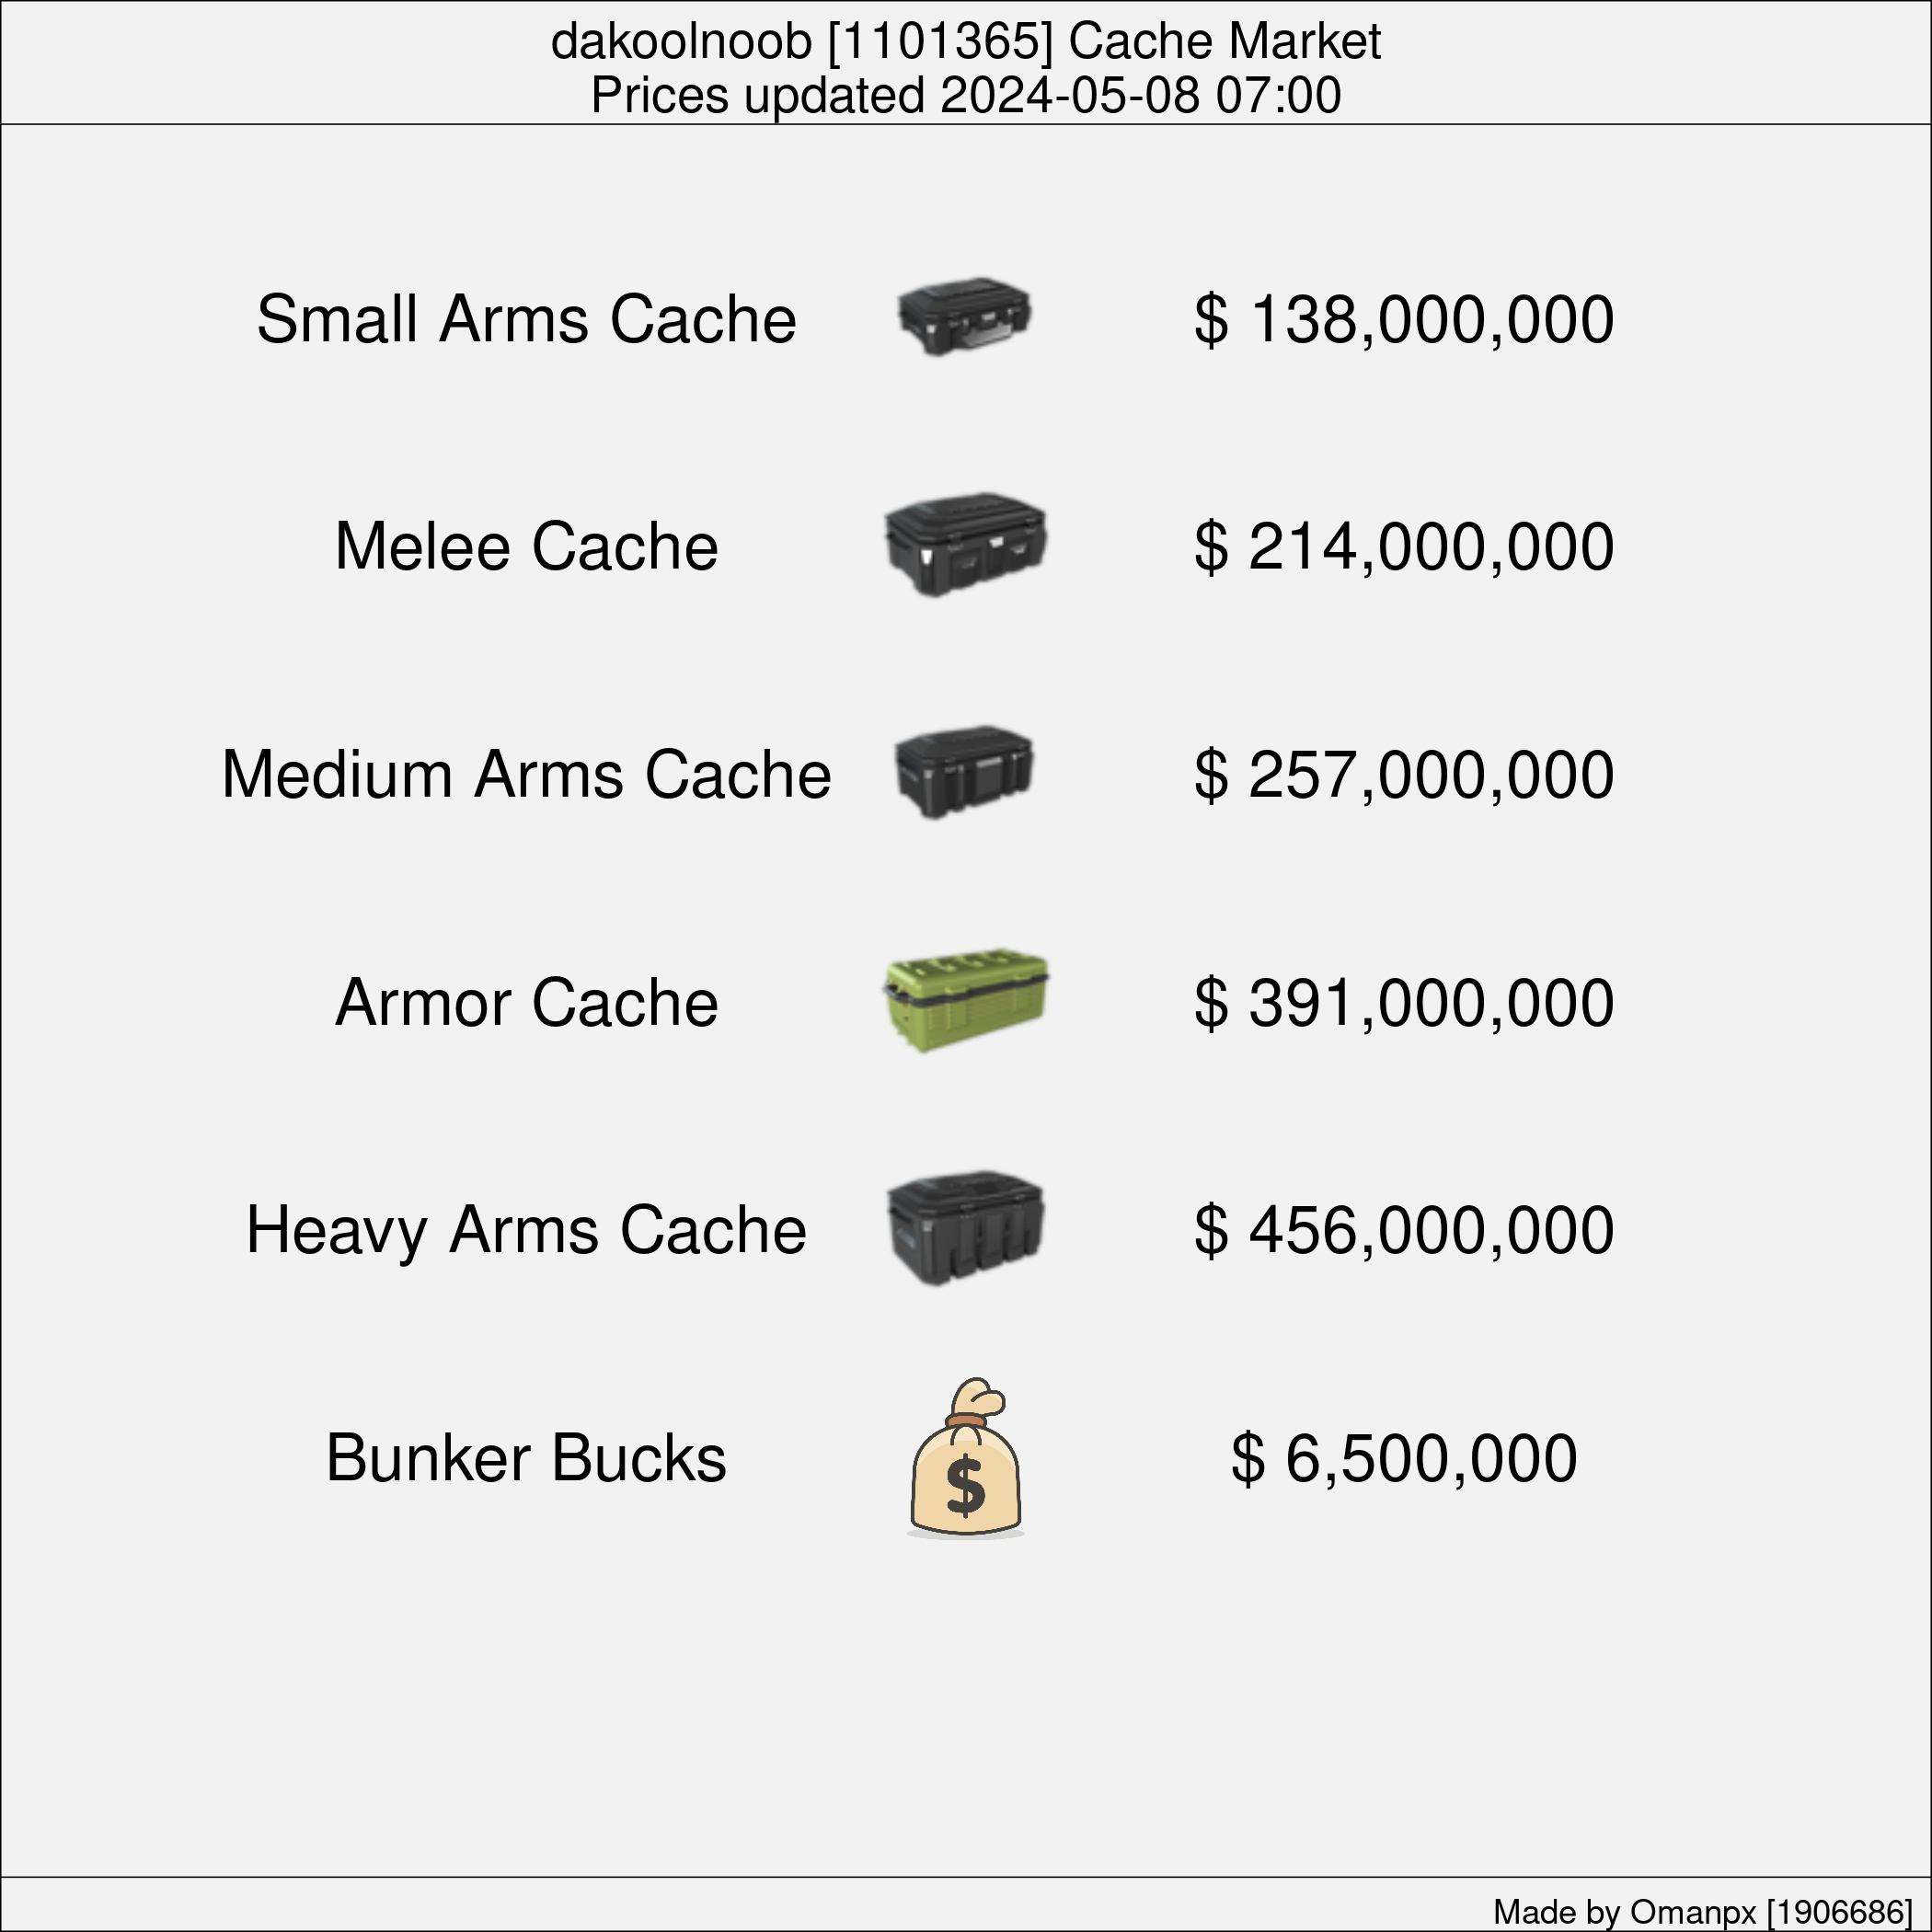 dakoolnoob [1101365] Cache Market
Prices updated 2024-05-08 07:00
Small Arms Cache $ 138,000,000
Melee Cache $ 214,000,000
Medium Arms Cache $ 257,000,000
Armor Cache $ 391,000,000
Heavy Arms Cache $ 456,000,000
Bunker Bucks $ $ 6,500,000
Made by Omanpx [1906686]